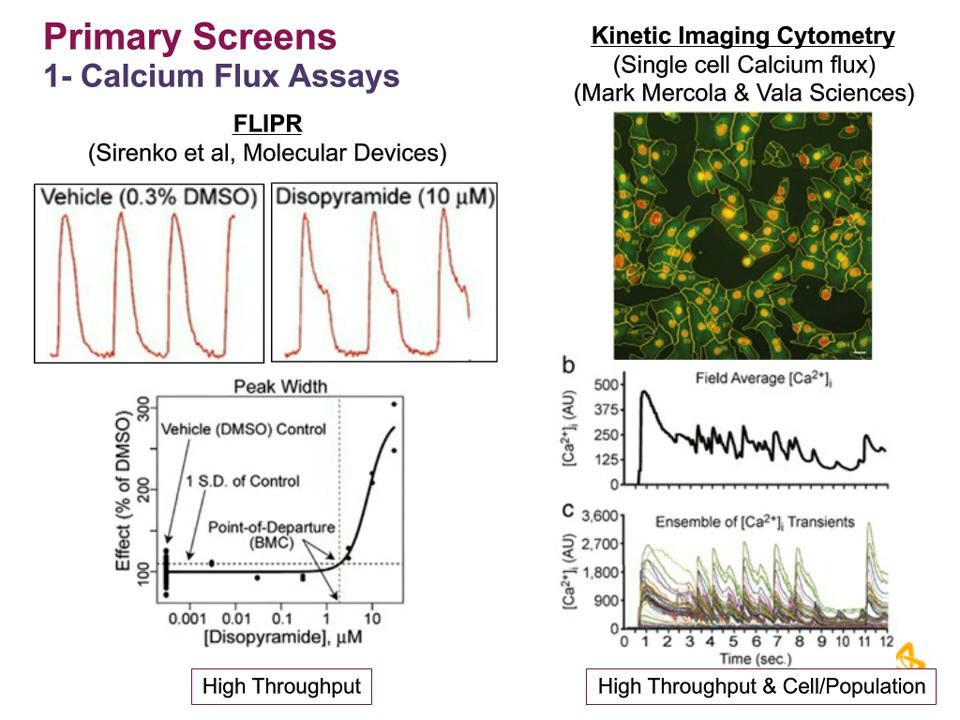 Primary Screens
1- Calcium Flux Assays
FLIPR
(Sirenko et al, Molecular Devices)
Vehicle (0.3% DMSO)
Disopyramide (10 µM)
Peak Width
Effect (% of DMSO)
300
200
100
Vehicle (DMSO) Control
1 S.D. of Control
Point-of-Departure
(BMC)
0.001 0.01 0.1 1 10
[Disopyramide], µM
High Throughput
Kinetic Imaging Cytometry
(Single cell Calcium flux)
(Mark Mercola & Vala Sciences)
b
Field Average [Ca²⁺]ᵢ
[Ca²⁺]ᵢ (AU)
500
375
250
125
0
c
Ensemble of [Ca²⁺]ᵢ Transients
[Ca²⁺]ᵢ (AU)
3,600
2,700
1,800
900
0
0 1 2 3 4 5 6 7 8 9 10 11 12
Time (sec.)
High Throughput & Cell/Population